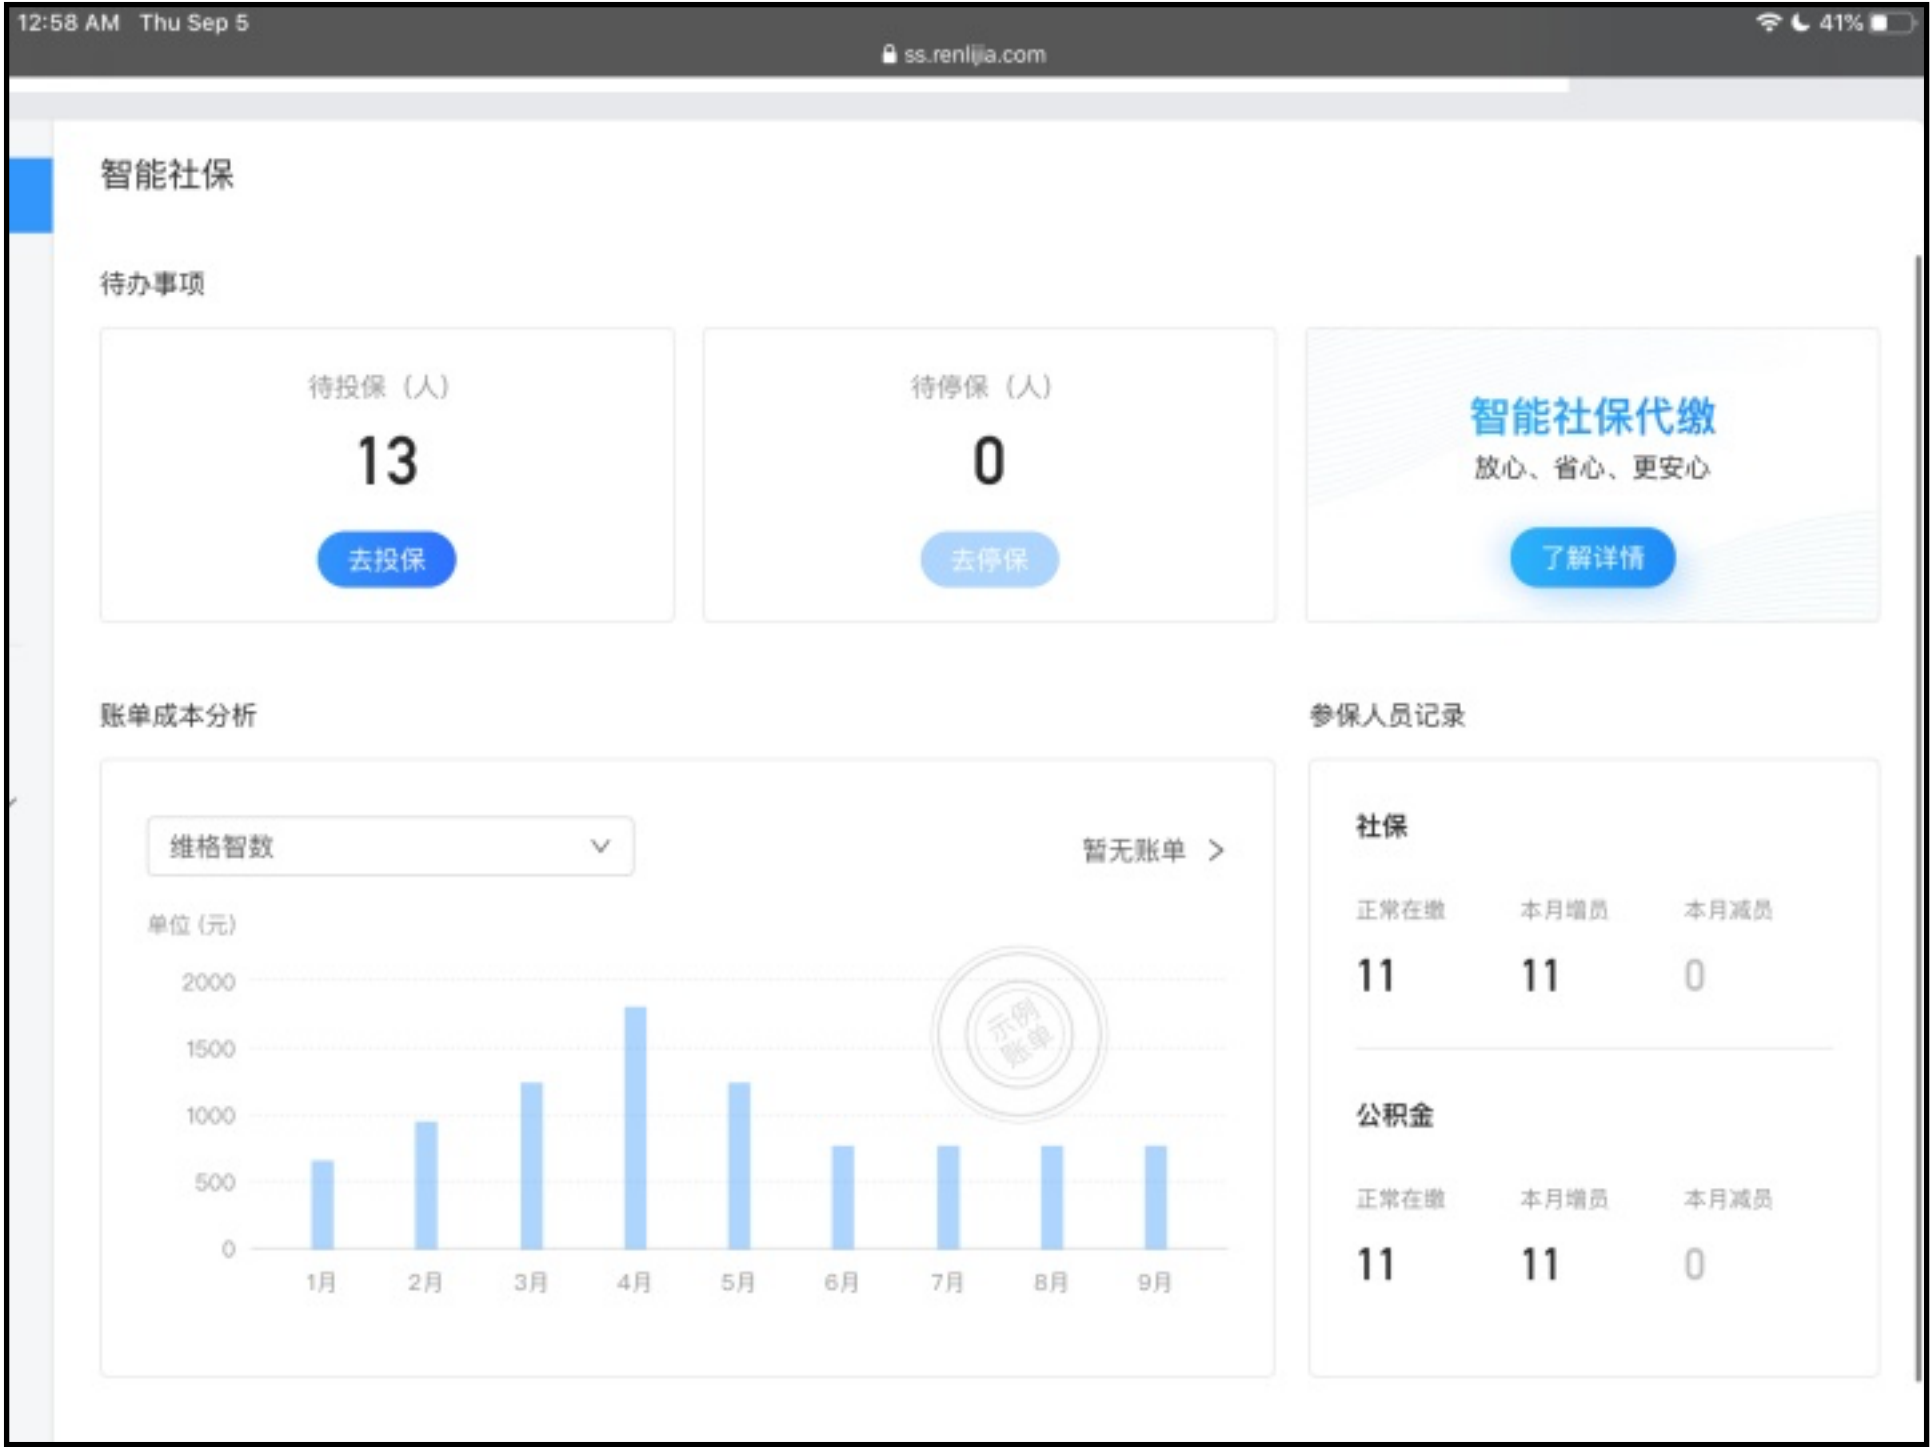 12:58 AM Thu Sep 5
41%
ss.renlijia.com
智能社保
待办事项
待投保（人）
13
去投保
待停保（人）
0
去停保
智能社保代缴
放心、省心、更安心
了解详情
账单成本分析
维格智数
暂无账单
单位 (元)
2000
1500
1000
500
0
1月 2月 3月 4月 5月 6月 7月 8月 9月
示例
账单
参保人员记录
社保
正常在缴 本月增员 本月减员
11 11 0
公积金
正常在缴 本月增员 本月减员
11 11 0